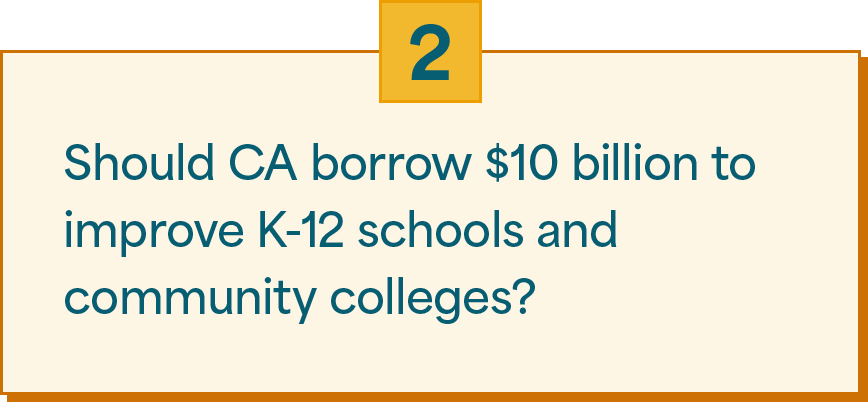 2
Should CA borrow $10 billion to
improve K-12 schools and
community colleges?